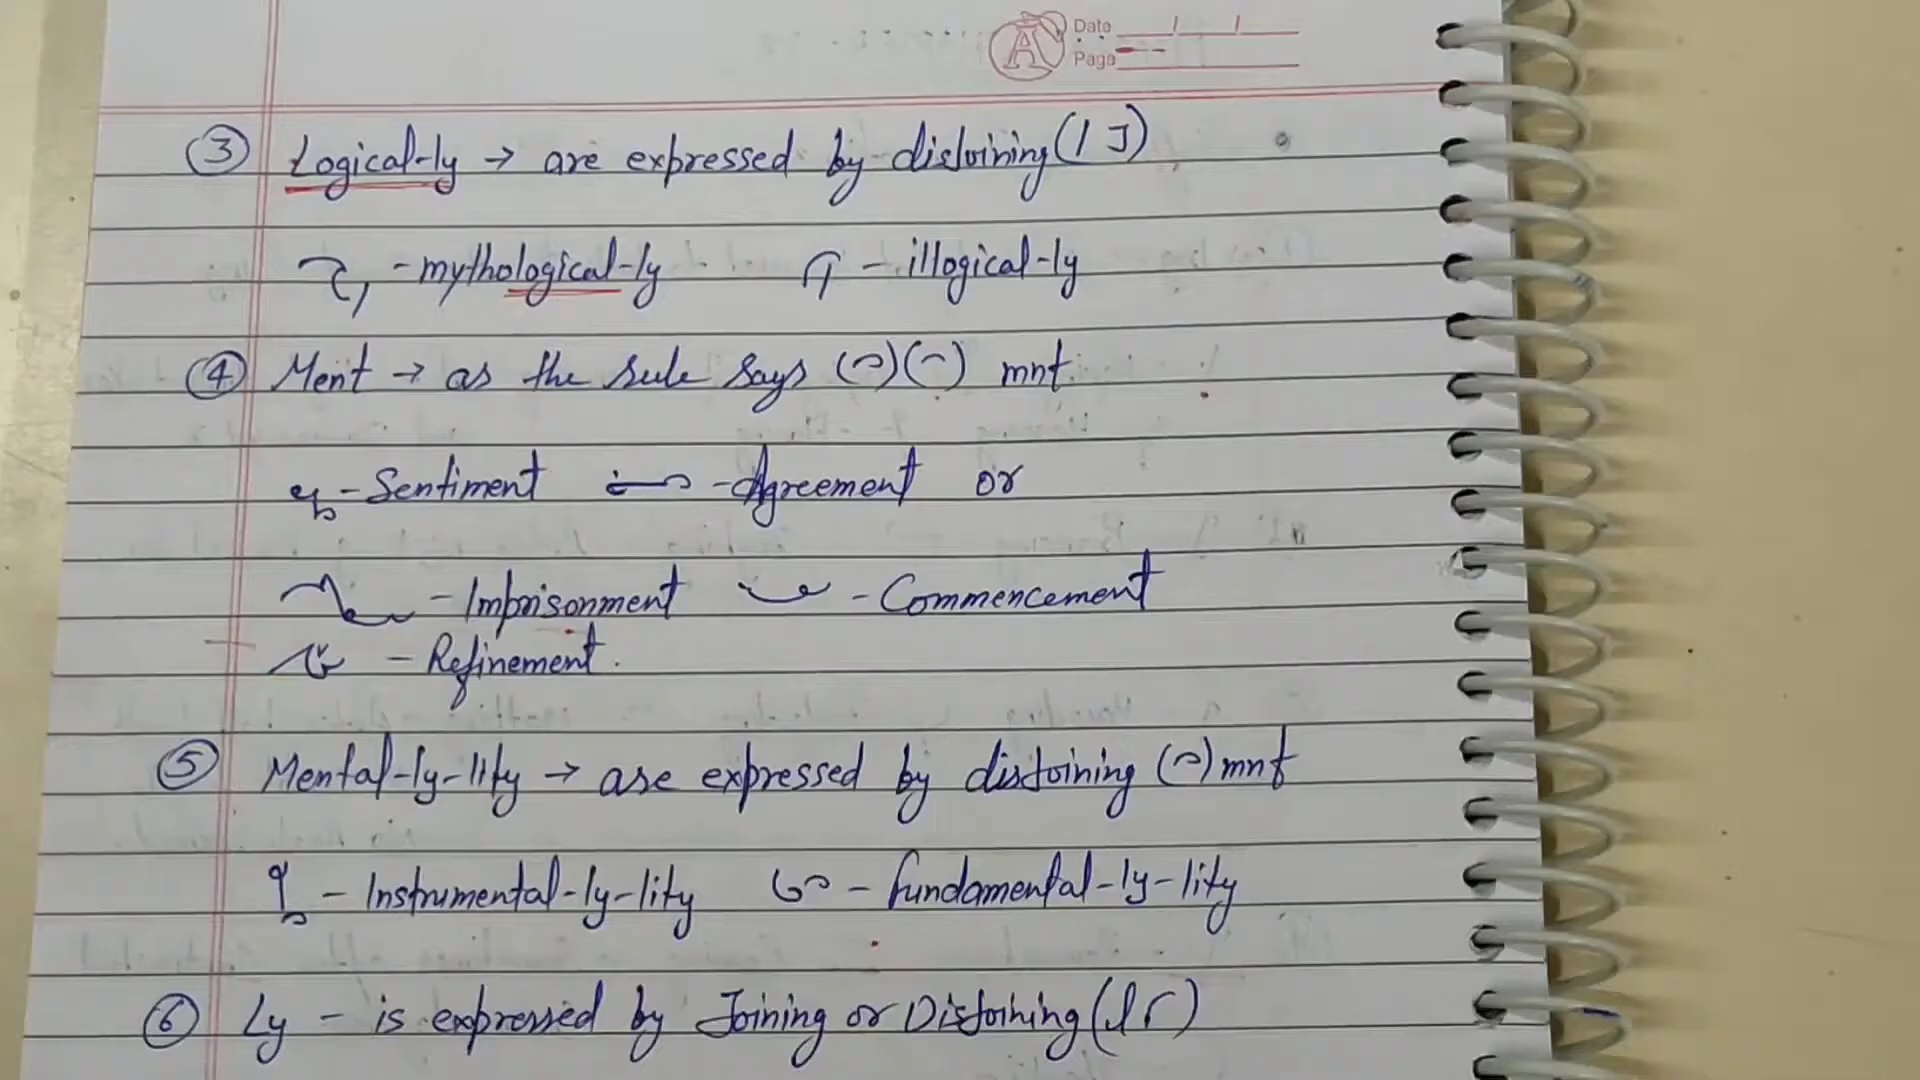 Date
Page
③ Logical-ly → are expressed by disjoining (/ J)
- mythological-ly - illogical-ly
④ Ment → as the rule says ( ) ( ) mnt
- Sentiment - Agreement or
- Imprisonment - Commencement
- Refinement.
⑤ Mental-ly-lity → are expressed by disjoining ( ) mnt
- Instrumental-ly-lity - fundamental-ly-lity
⑥ Ly - is expressed by Joining or Disjoining ( )